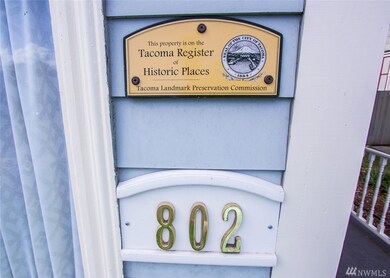 This property is on the
Tacoma Register
of
Historic Places
Tacoma Landmark Preservation Commission
802
NWMLS